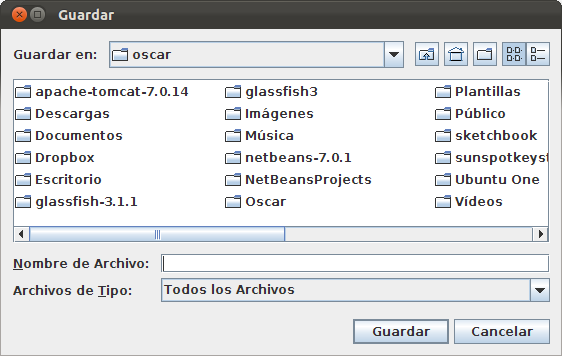 Guardar
Guardar en: oscar
apache-tomcat-7.0.14 glassfish3 Plantillas
Descargas Imágenes Público
Documentos Música sketchbook
Dropbox netbeans-7.0.1 sunspotkeyst
Escritorio NetBeansProjects Ubuntu One
glassfish-3.1.1 Oscar Vídeos
Nombre de Archivo:
Archivos de Tipo: Todos los Archivos
Guardar Cancelar